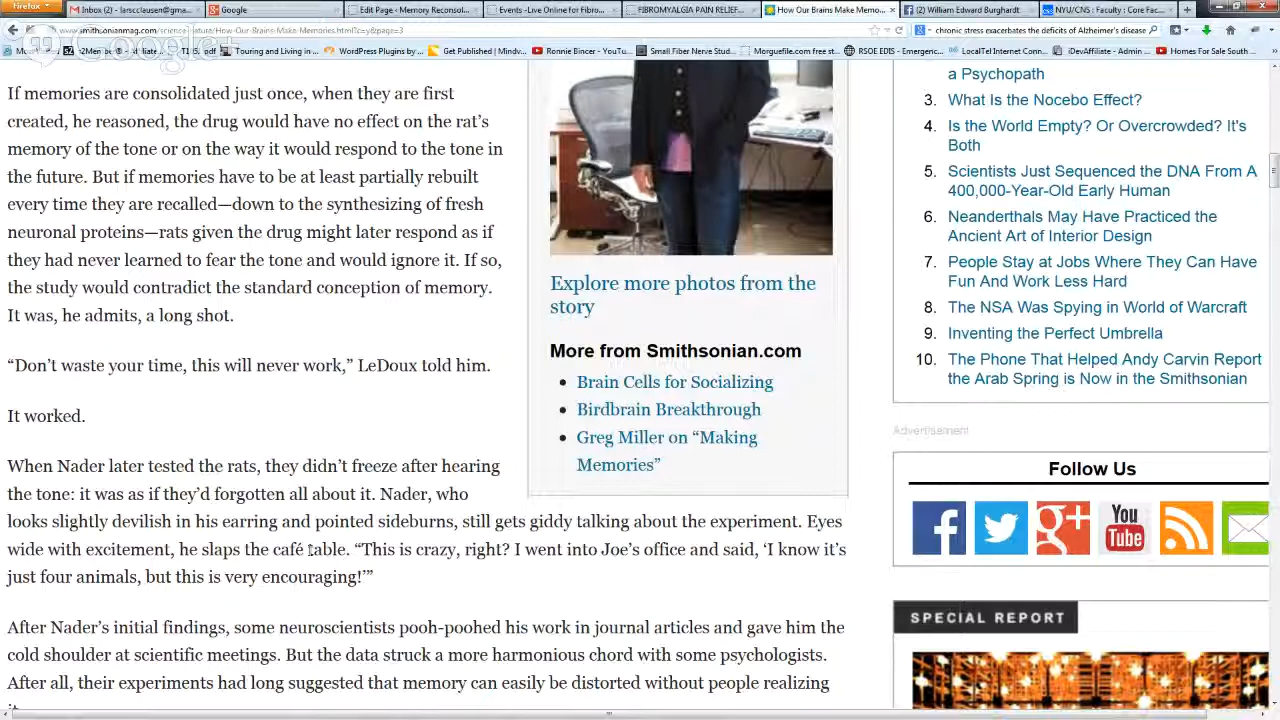 Firefox
Inbox (2) - larscclausen@gma...
Google
Edit Page ‹ Memory Reconsol...
Events -Live Online for Fibro...
FIBROMYALGIA PAIN RELIEF...
How Our Brains Make Memo...
(2) William Edward Burghardt
NYU/CNS : Faculty : Core Fac...
www.smithsonianmag.com/science-nature/How-Our-Brains-Make-Memories.html?c=y&page=3
chronic stress exacerbates the deficits of Alzheimer's disease
Touring and Living in ...
Get Published | Mindv...
Ronnie Bincer - YouTu...
Small Fiber Nerve Stud...
Morguefile.com free st...
RSOE EDIS - Emergenc...
LocalTel Internet Conn...
iDevAffiliate - Admin ...
Homes For Sale South ...
Google+
If memories are consolidated just once, when they are first
created, he reasoned, the drug would have no effect on the rat’s
memory of the tone or on the way it would respond to the tone in
the future. But if memories have to be at least partially rebuilt
every time they are recalled—down to the synthesizing of fresh
neuronal proteins—rats given the drug might later respond as if
they had never learned to fear the tone and would ignore it. If so,
the study would contradict the standard conception of memory.
It was, he admits, a long shot.
“Don’t waste your time, this will never work,” LeDoux told him.
It worked.
When Nader later tested the rats, they didn’t freeze after hearing
the tone: it was as if they’d forgotten all about it. Nader, who
looks slightly devilish in his earring and pointed sideburns, still gets giddy talking about the experiment. Eyes
wide with excitement, he slaps the café table. “This is crazy, right? I went into Joe’s office and said, ‘I know it’s
just four animals, but this is very encouraging!’”
After Nader’s initial findings, some neuroscientists pooh-poohed his work in journal articles and gave him the
cold shoulder at scientific meetings. But the data struck a more harmonious chord with some psychologists.
After all, their experiments had long suggested that memory can easily be distorted without people realizing
it.
Explore more photos from the
story
More from Smithsonian.com
Brain Cells for Socializing
Birdbrain Breakthrough
Greg Miller on “Making
Memories”
a Psychopath
3. What Is the Nocebo Effect?
4. Is the World Empty? Or Overcrowded? It's
Both
5. Scientists Just Sequenced the DNA From A
400,000-Year-Old Early Human
6. Neanderthals May Have Practiced the
Ancient Art of Interior Design
7. People Stay at Jobs Where They Can Have
Fun And Work Less Hard
8. The NSA Was Spying in World of Warcraft
9. Inventing the Perfect Umbrella
10. The Phone That Helped Andy Carvin Report
the Arab Spring is Now in the Smithsonian
Advertisement
Follow Us
You
Tube
SPECIAL REPORT